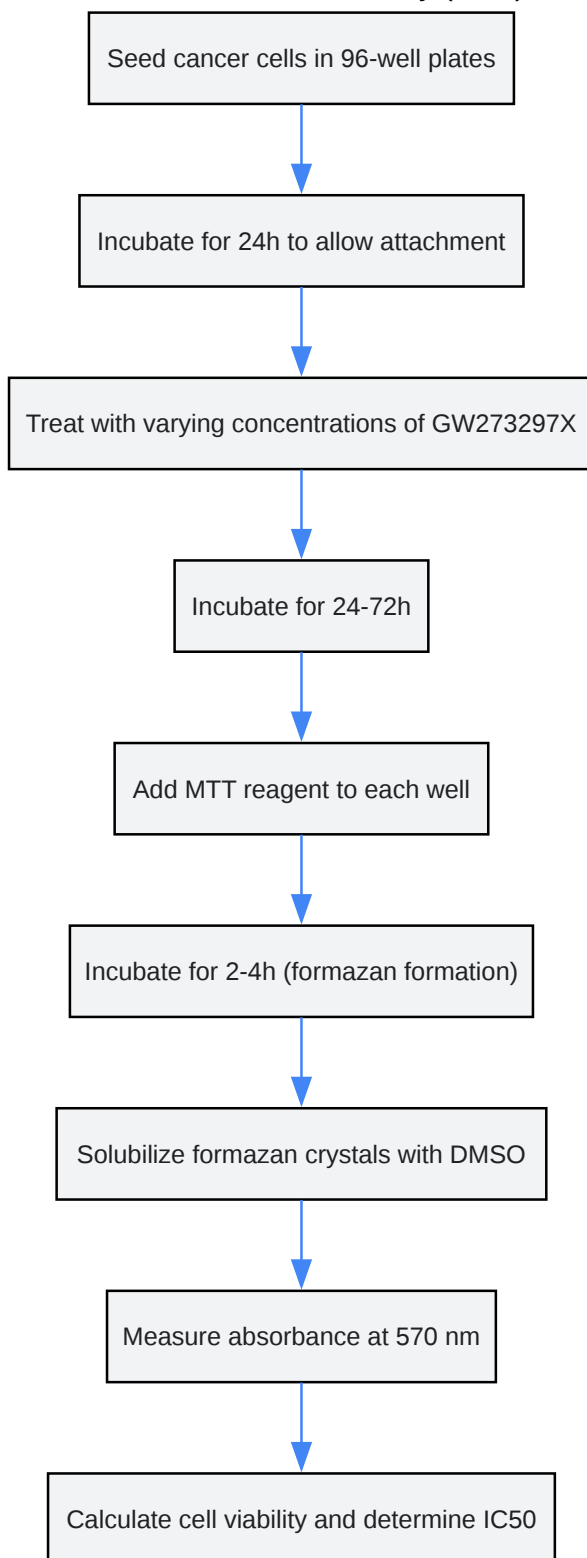 Seed cancer cells in 96-well plates
Incubate for 24h to allow attachment
Treat with varying concentrations of GW273297X
Incubate for 24-72h
Add MTT reagent to each well
Incubate for 2-4h (formazan formation)
Solubilize formazan crystals with DMSO
Measure absorbance at 570 nm
Calculate cell viability and determine IC50